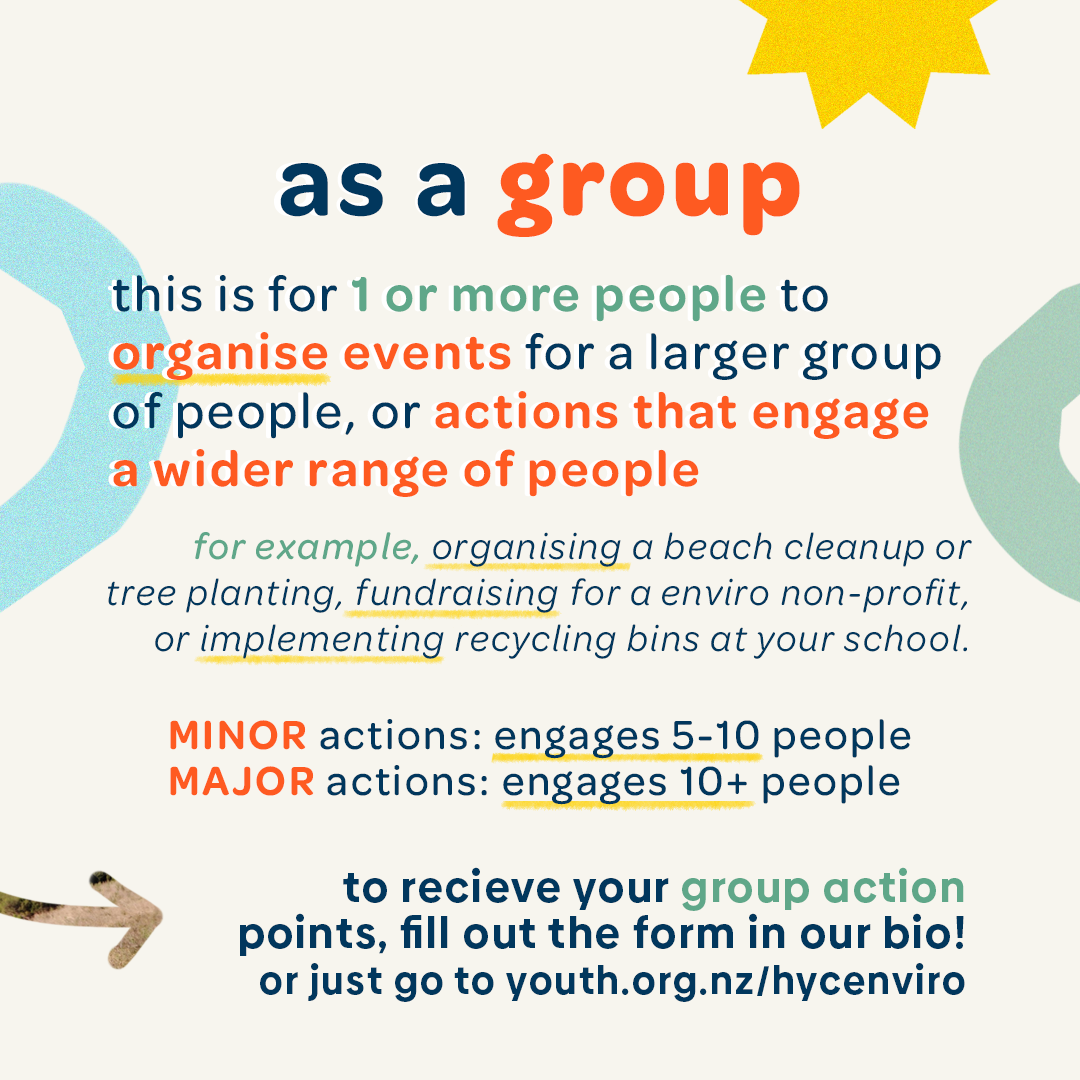 as a group
this is for 1 or more people to
organise events for a larger group
of people, or actions that engage
a wider range of people
for example, organising a beach cleanup or
tree planting, fundraising for a enviro non-profit,
or implementing recycling bins at your school.
MINOR actions: engages 5-10 people
MAJOR actions: engages 10+ people
to recieve your group action
points, fill out the form in our bio!
or just go to youth.org.nz/hycenviro